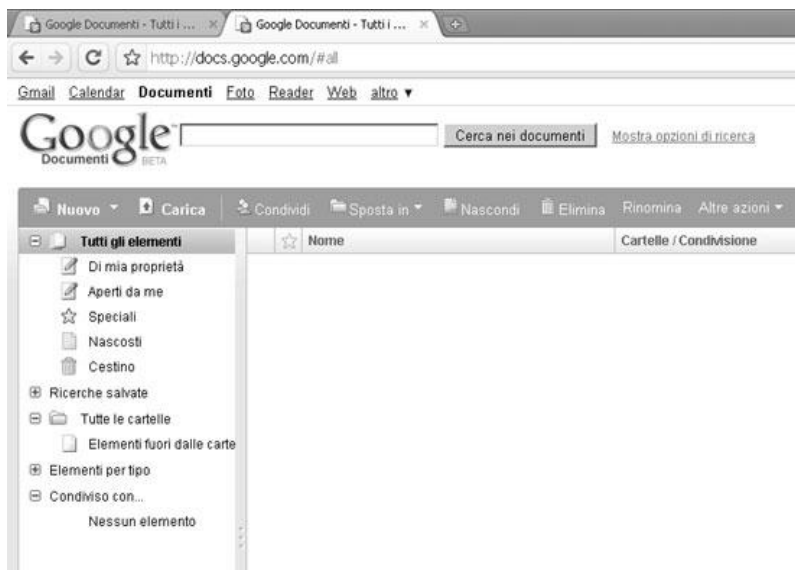 Google Documenti - Tutti i ... Google Documenti - Tutti i ...
http://docs.google.com/#all
Gmail Calendar Documenti Foto Reader Web altro ▼
Google Documenti BETA
Cerca nei documenti Mostra opzioni di ricerca
Nuovo Carica Condividi Sposta in Nascondi Elimina Rinomina Altre azioni
Tutti gli elementi Nome Cartelle / Condivisione
Di mia proprietà
Aperti da me
Speciali
Nascosti
Cestino
Ricerche salvate
Tutte le cartelle
Elementi fuori dalle carte
Elementi per tipo
Condiviso con...
Nessun elemento